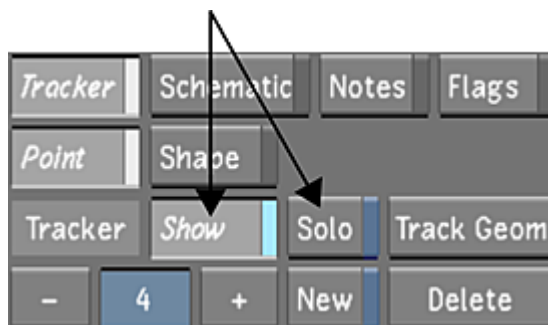 Tracker Schematic Notes Flags
Point Shape
Tracker Show Solo Track Geom
- 4 + New Delete